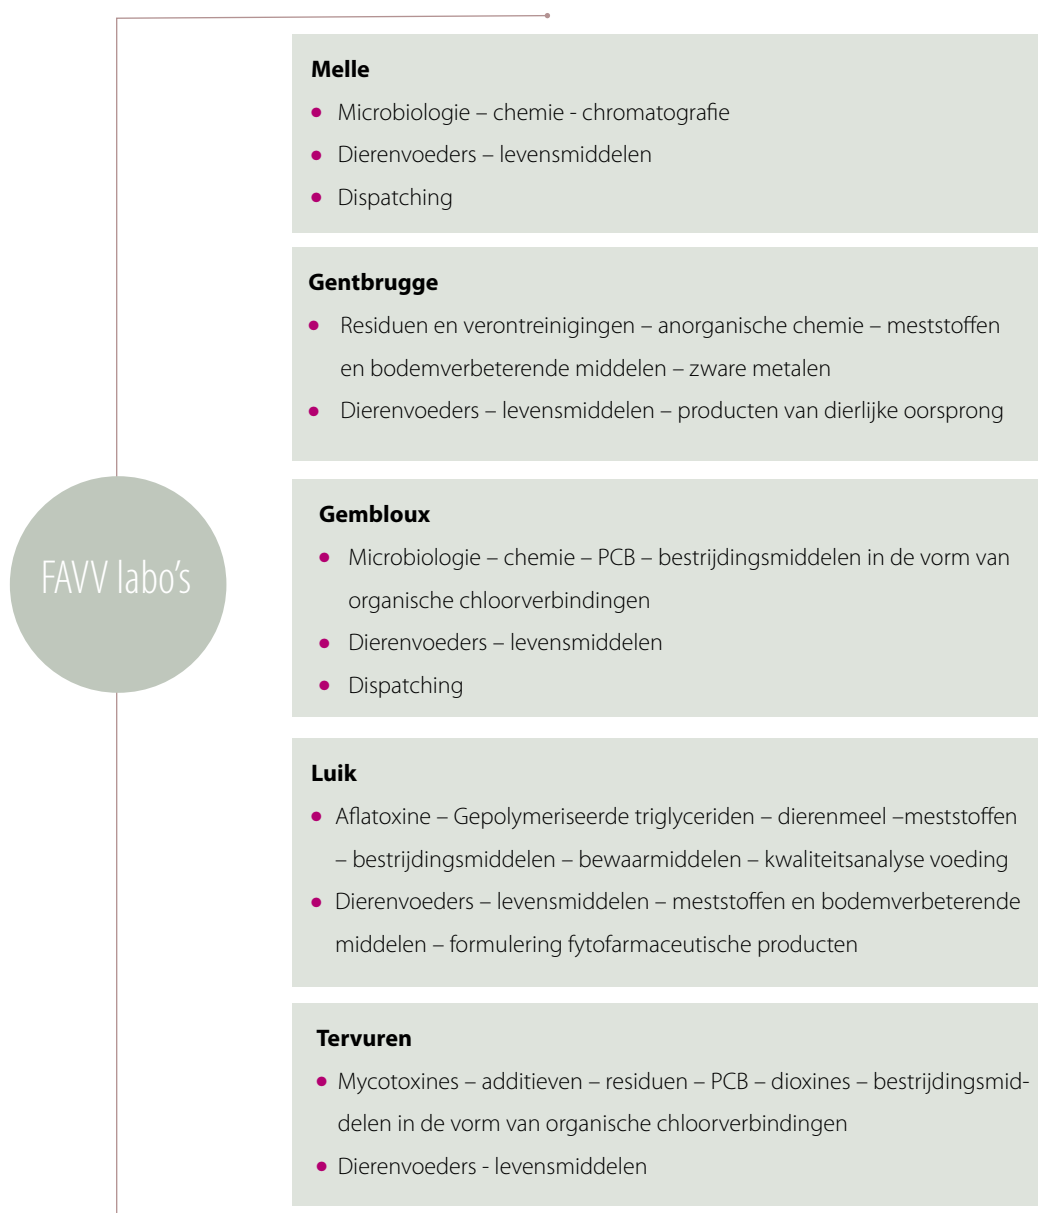 Melle
• Microbiologie – chemie - chromatografie
• Dierenvoeders – levensmiddelen
• Dispatching
Gentbrugge
• Residuen en verontreinigingen – anorganische chemie – meststoffen
en bodemverbeterende middelen – zware metalen
• Dierenvoeders – levensmiddelen – producten van dierlijke oorsprong
FAVV labo's
Gembloux
• Microbiologie – chemie – PCB – bestrijdingsmiddelen in de vorm van
organische chloorverbindingen
• Dierenvoeders – levensmiddelen
• Dispatching
Luik
• Aflatoxine – Gepolymeriseerde triglyceriden – dierenmeel –meststoffen
– bestrijdingsmiddelen – bewaarmiddelen – kwaliteitsanalyse voeding
• Dierenvoeders – levensmiddelen – meststoffen en bodemverbeterende
middelen – formulering fytofarmaceutische producten
Tervuren
• Mycotoxines – additieven – residuen – PCB – dioxines – bestrijdingsmid-
delen in de vorm van organische chloorverbindingen
• Dierenvoeders - levensmiddelen